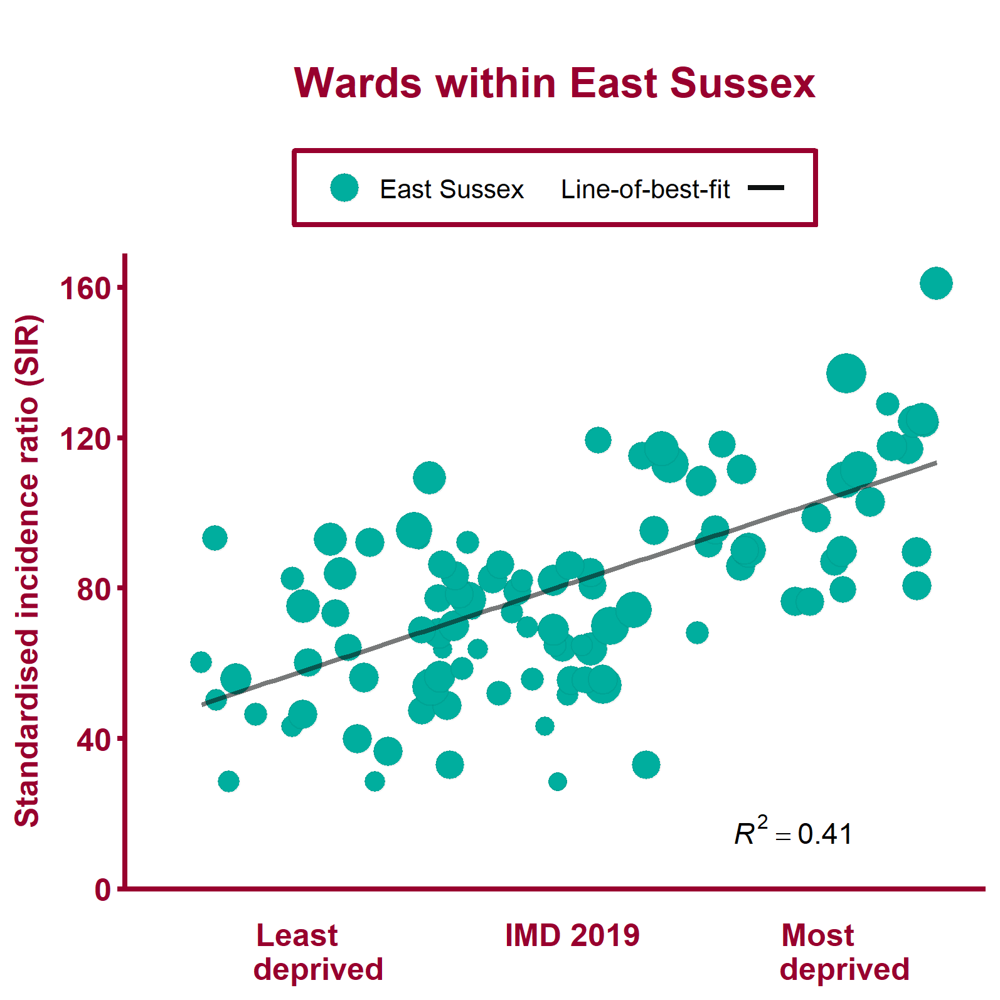 Wards within East Sussex
East Sussex Line-of-best-fit
Standardised incidence ratio (SIR)
160
120
80
40
0
R² = 0.41
Least deprived
IMD 2019
Most deprived